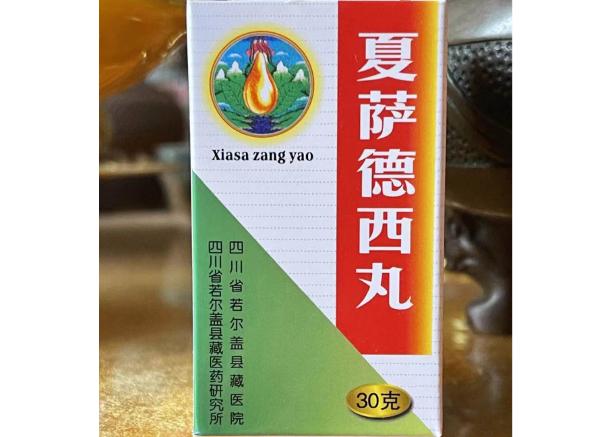 夏萨德西丸
Xiasa zang yao
四川省若尔盖县藏医院
四川省若尔盖县藏医药研究所
30克